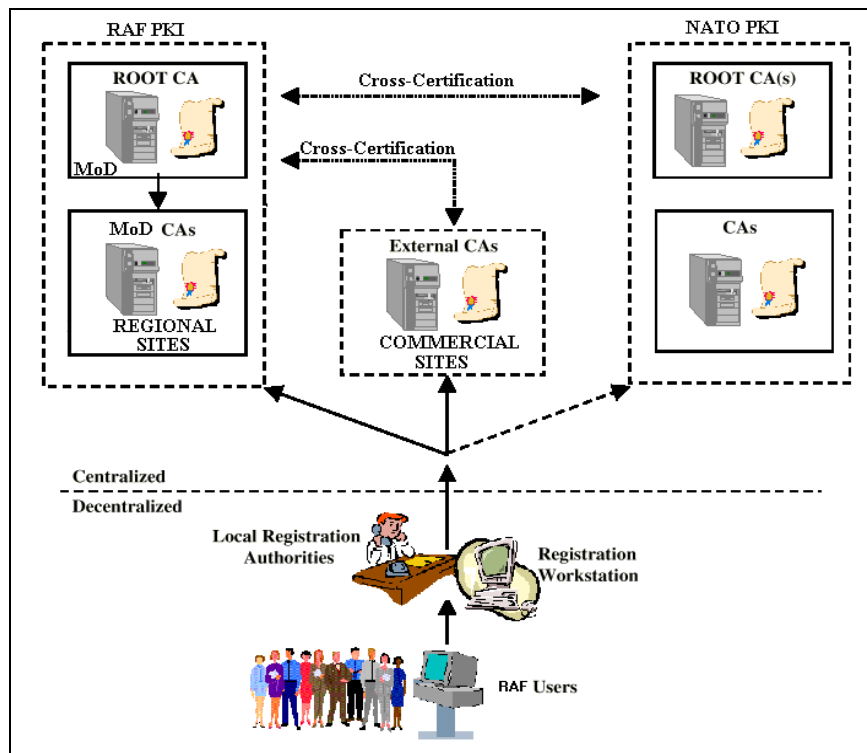 RAF PKI
NATO PKI
ROOT CA
MoD
MoD CAs
REGIONAL
SITES
Cross-Certification
Cross-Certification
External CAs
COMMERCIAL
SITES
ROOT CA(s)
CAs
Centralized
Decentralized
Local Registration
Authorities
Registration
Workstation
RAF Users